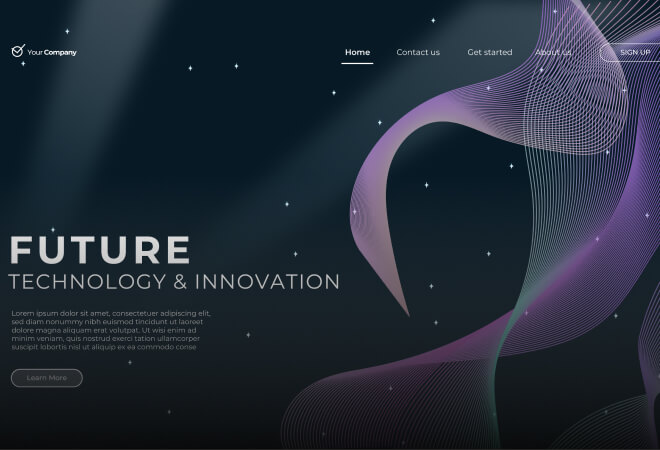 Your Company
Home Contact us Get started About us SIGN UP
FUTURE
TECHNOLOGY & INNOVATION
Lorem ipsum dolor sit amet, consectetuer adipiscing elit,
sed diam nonummy nibh euismod tincidunt ut laoreet
dolore magna aliquam erat volutpat. Ut wisi enim ad
minim veniam, quis nostrud exerci tation ullamcorper
suscipit lobortis nisl ut aliquip ex ea commodo conse
Learn More